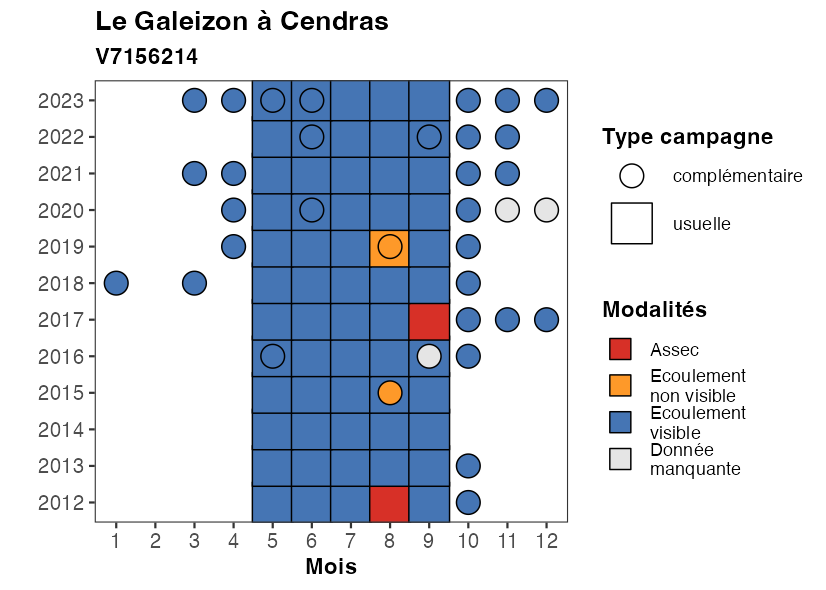 Le Galeizon à Cendras
V7156214
2023
2022
2021
2020
2019
2018
2017
2016
2015
2014
2013
2012
1 2 3 4 5 6 7 8 9 10 11 12
Mois
Type campagne
complémentaire
usuelle
Modalités
Assec
Ecoulement
non visible
Ecoulement
visible
Donnée
manquante